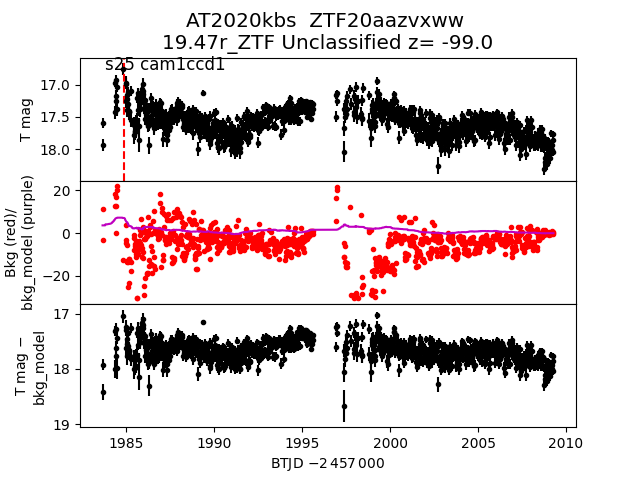 AT2020kbs  ZTF20aazvxww
19.47r_ZTF Unclassified z= -99.0
s25 cam1ccd1
T mag
17.0
17.5
18.0
Bkg (red)/
bkg_model (purple)
20
0
−20
T mag −
bkg_model
17
18
19
1985
1990
1995
2000
2005
2010
BTJD −2 457 000